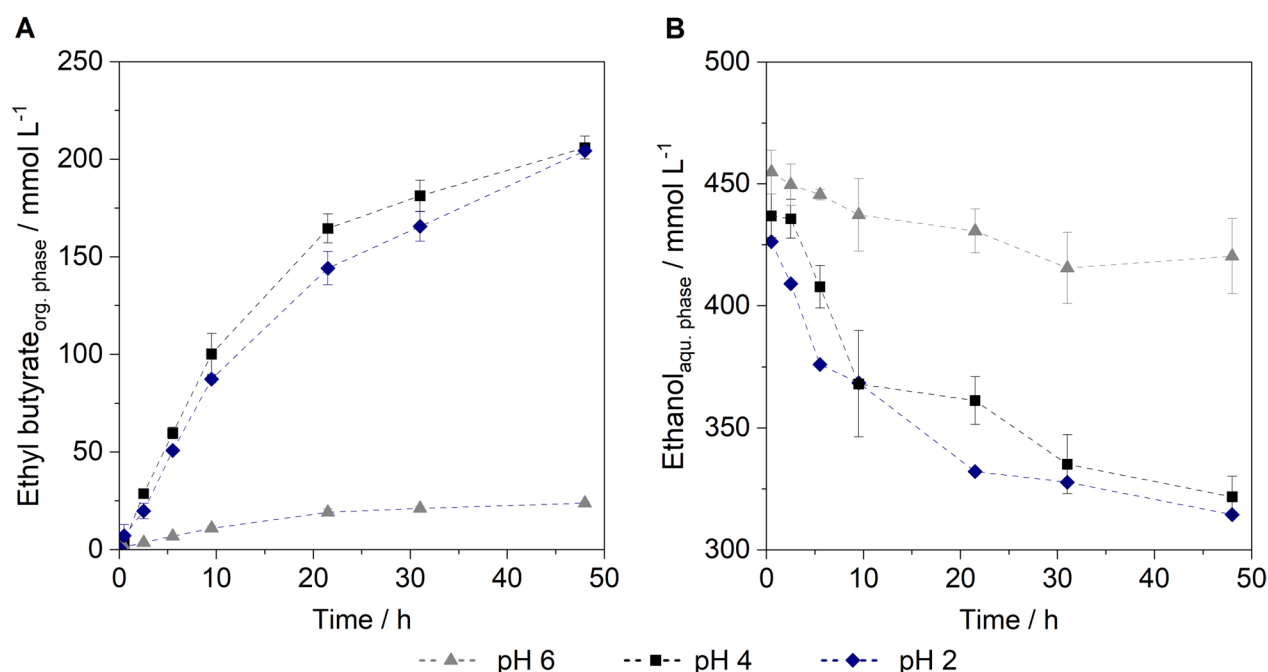 A
B
250
200
150
100
50
0
Ethyl butyrate_org. phase / mmol L⁻¹
0 10 20 30 40 50
Time / h
500
450
400
350
300
Ethanol_aqu. phase / mmol L⁻¹
0 10 20 30 40 50
Time / h
pH 6 pH 4 pH 2